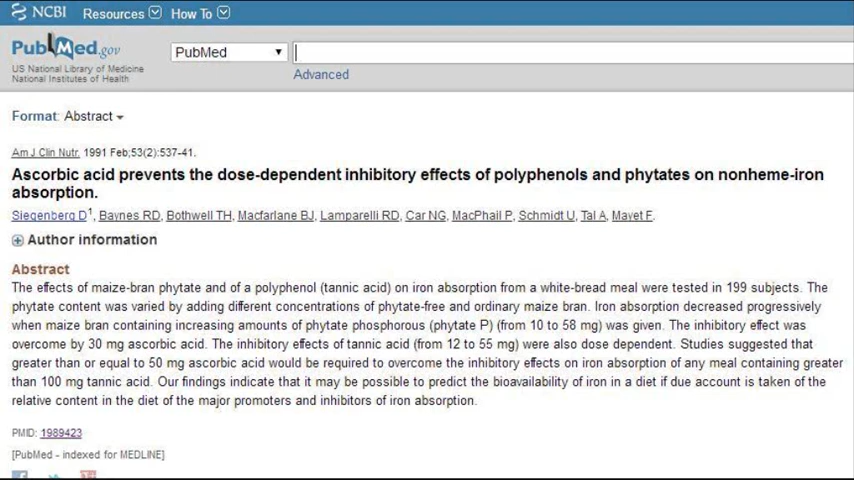 NCBI Resources How To
PubMed.gov
US National Library of Medicine
National Institutes of Health
PubMed
Advanced
Format: Abstract
Am J Clin Nutr. 1991 Feb;53(2):537-41.
Ascorbic acid prevents the dose-dependent inhibitory effects of polyphenols and phytates on nonheme-iron
absorption.
Siegenberg D1, Baynes RD, Bothwell TH, Macfarlane BJ, Lamparelli RD, Car NG, MacPhail P, Schmidt U, Tal A, Mayet F.
Author information
Abstract
The effects of maize-bran phytate and of a polyphenol (tannic acid) on iron absorption from a white-bread meal were tested in 199 subjects. The
phytate content was varied by adding different concentrations of phytate-free and ordinary maize bran. Iron absorption decreased progressively
when maize bran containing increasing amounts of phytate phosphorous (phytate P) (from 10 to 58 mg) was given. The inhibitory effect was
overcome by 30 mg ascorbic acid. The inhibitory effects of tannic acid (from 12 to 55 mg) were also dose dependent. Studies suggested that
greater than or equal to 50 mg ascorbic acid would be required to overcome the inhibitory effects on iron absorption of any meal containing greater
than 100 mg tannic acid. Our findings indicate that it may be possible to predict the bioavailability of iron in a diet if due account is taken of the
relative content in the diet of the major promoters and inhibitors of iron absorption.
PMID: 1989423
[PubMed - indexed for MEDLINE]